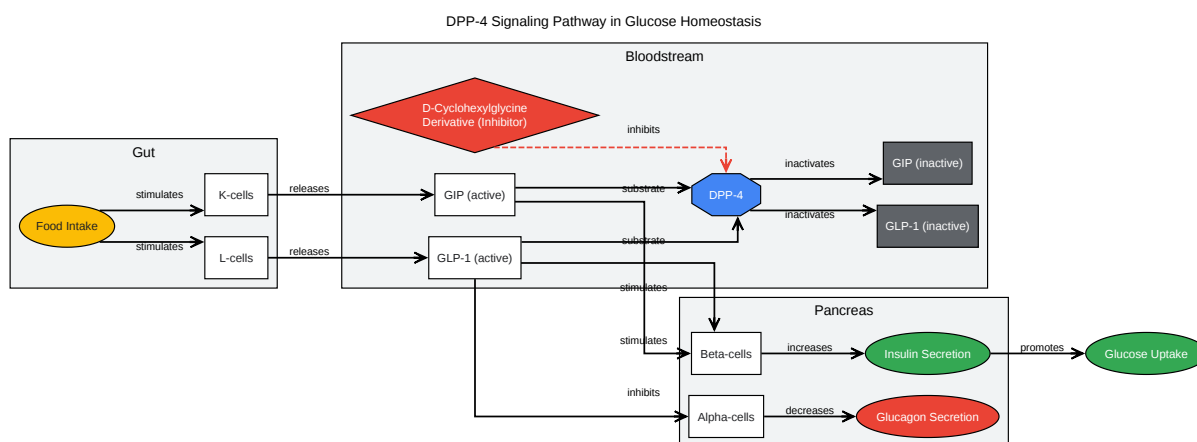 DPP-4 Signaling Pathway in Glucose Homeostasis
Bloodstream
D-Cyclohexylglycine
Derivative (Inhibitor)
inhibits
Gut
Food Intake
stimulates
stimulates
K-cells
L-cells
releases
releases
GIP (active)
GLP-1 (active)
substrate
substrate
DPP-4
inactivates
inactivates
GIP (inactive)
GLP-1 (inactive)
stimulates
stimulates
inhibits
Pancreas
Beta-cells
increases
Insulin Secretion
promotes
Glucose Uptake
Alpha-cells
decreases
Glucagon Secretion